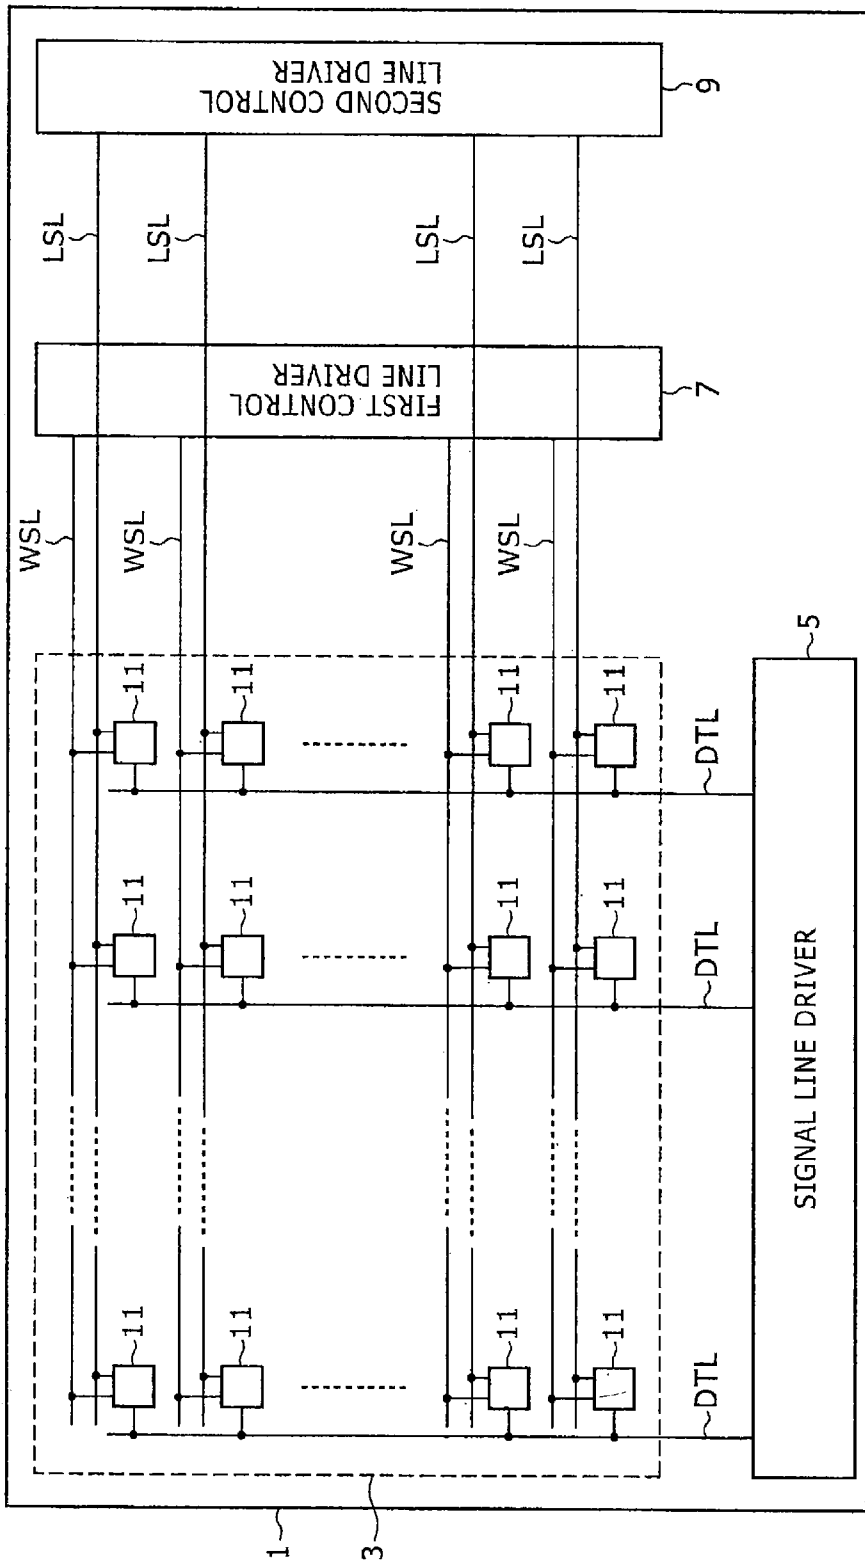 WSL
LSL
11
11
11
WSL
LSL
11
11
11
1
3
FIRST CONTROL
LINE DRIVER
SECOND CONTROL
LINE DRIVER
WSL
LSL
11
11
11
WSL
LSL
11
11
11
DTL
DTL
DTL
7
9
SIGNAL LINE DRIVER
5